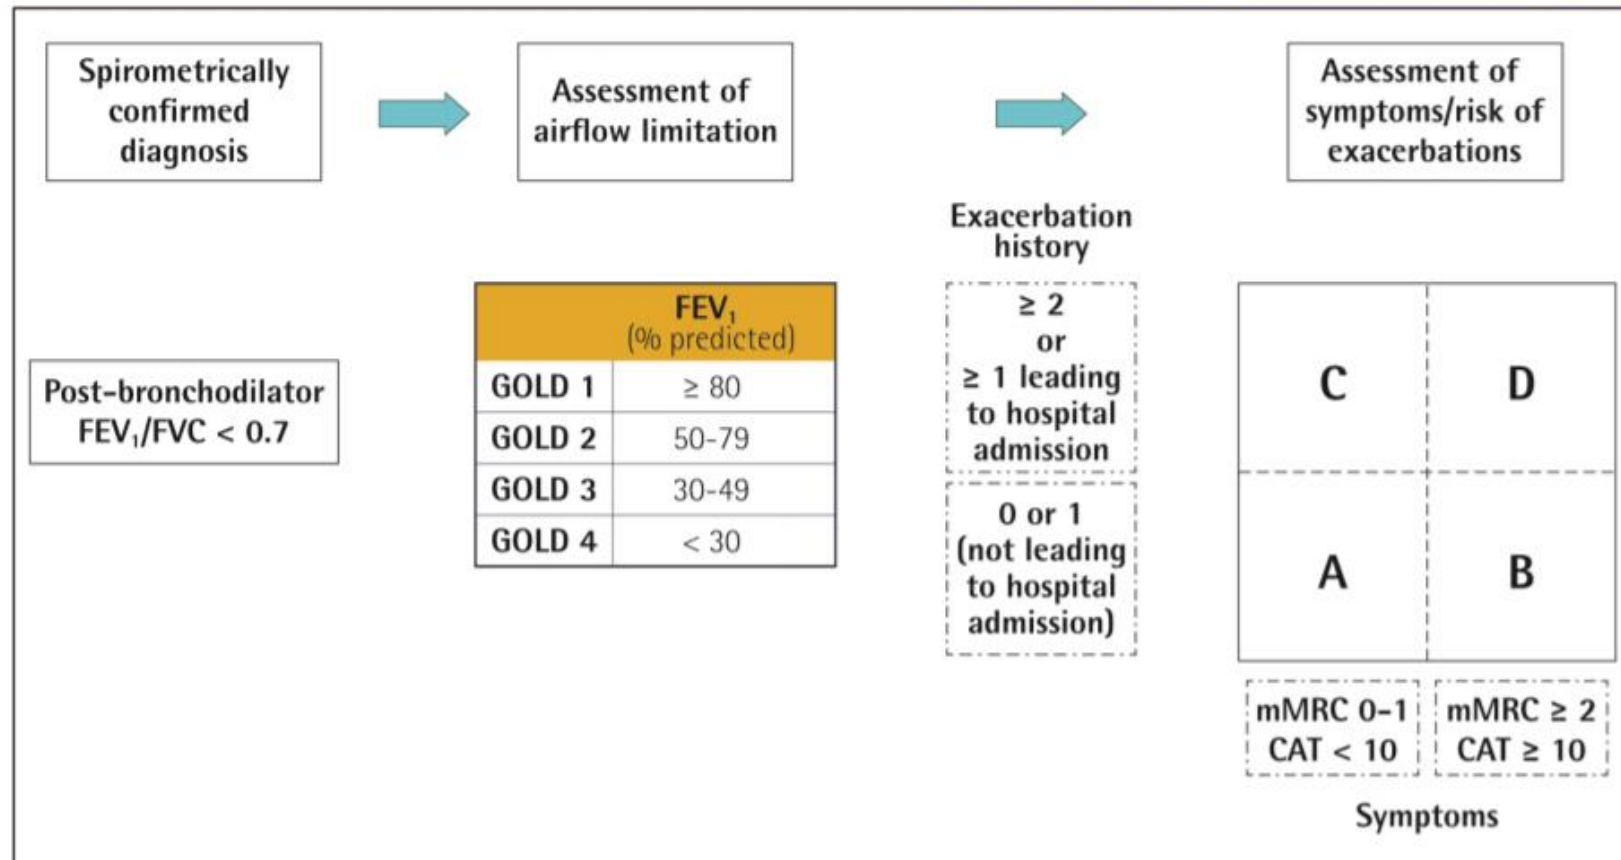 Spirometrically
confirmed
diagnosis
Assessment of
airflow limitation
Assessment of
symptoms/risk of
exacerbations
Post-bronchodilator
FEV₁/FVC < 0.7
FEV₁
(% predicted)
GOLD 1 ≥ 80
GOLD 2 50-79
GOLD 3 30-49
GOLD 4 < 30
Exacerbation
history
≥ 2
or
≥ 1 leading
to hospital
admission
0 or 1
(not leading
to hospital
admission)
C D
A B
mMRC 0-1
CAT < 10
mMRC ≥ 2
CAT ≥ 10
Symptoms